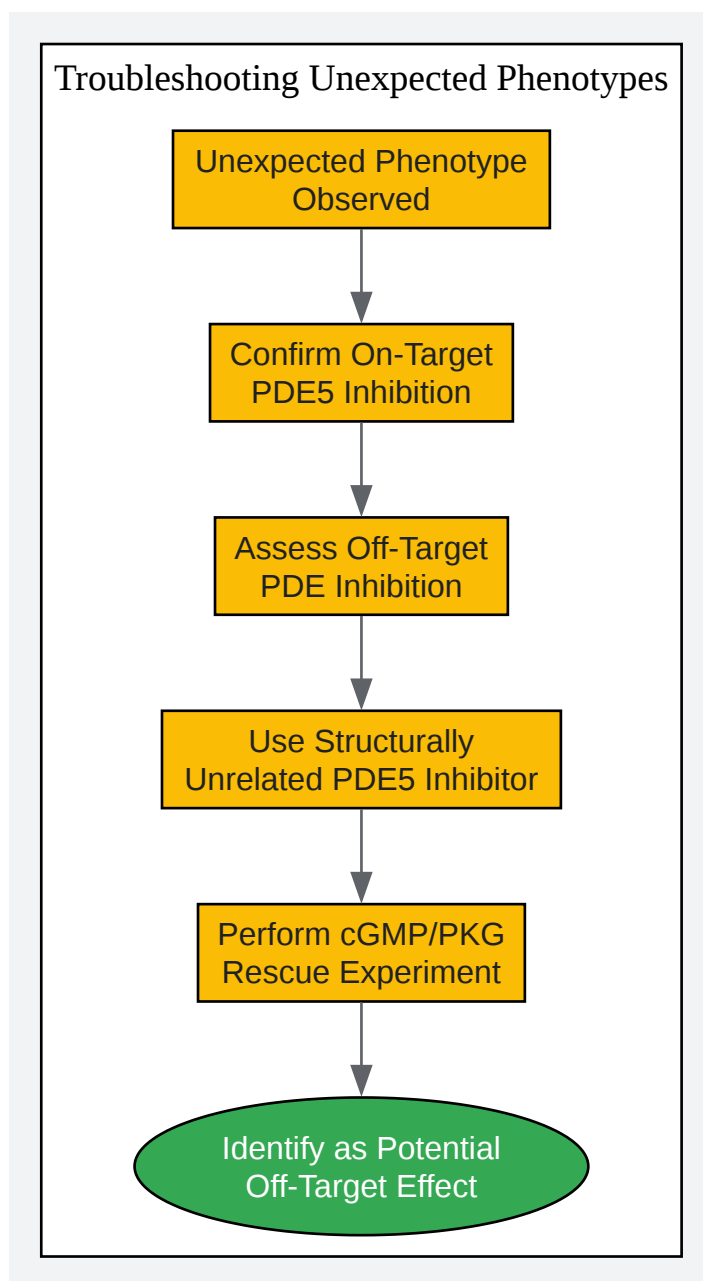 Troubleshooting Unexpected Phenotypes
Unexpected Phenotype
Observed
Confirm On-Target
PDE5 Inhibition
Assess Off-Target
PDE Inhibition
Use Structurally
Unrelated PDE5 Inhibitor
Perform cGMP/PKG
Rescue Experiment
Identify as Potential
Off-Target Effect